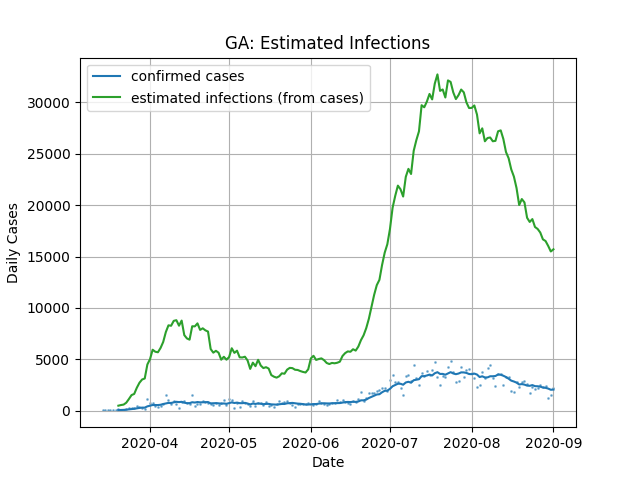 GA: Estimated Infections
confirmed cases
estimated infections (from cases)
Daily Cases
30000
25000
20000
15000
10000
5000
0
2020-04 2020-05 2020-06 2020-07 2020-08 2020-09
Date